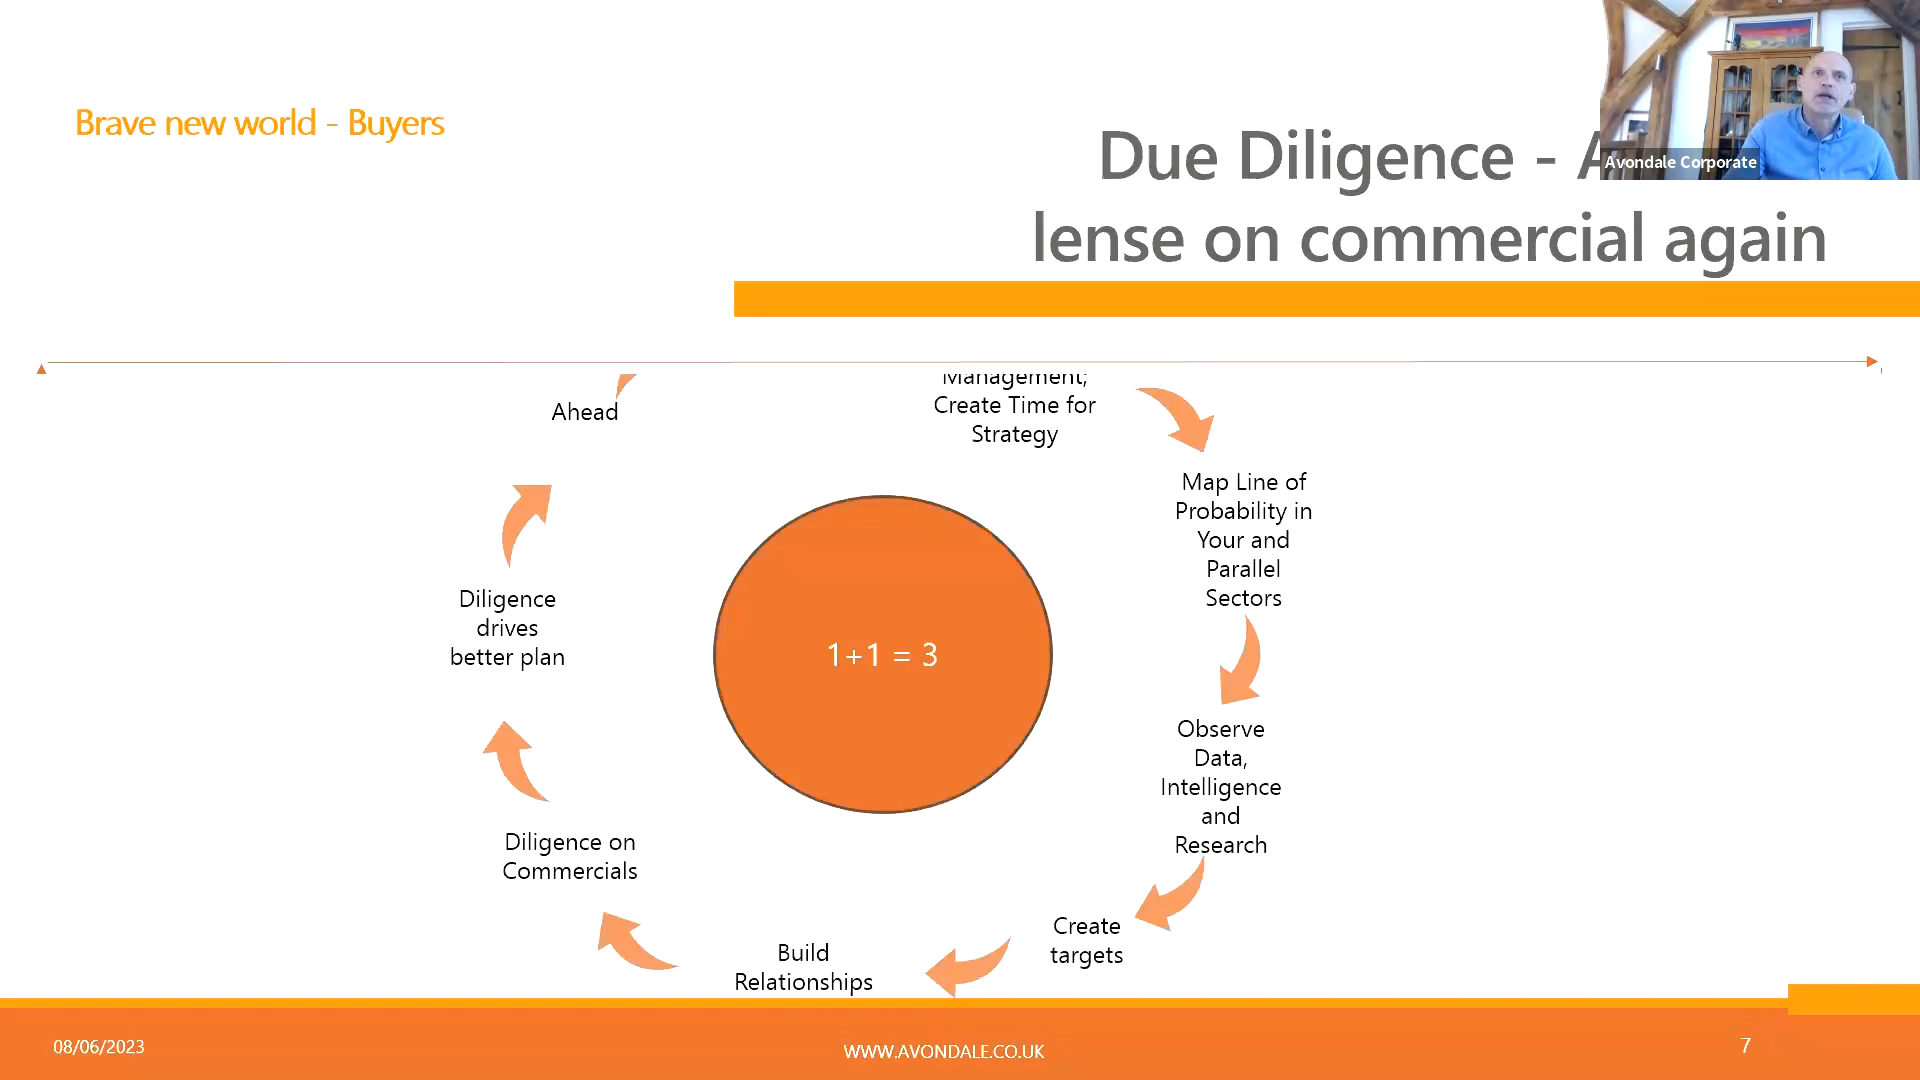 Brave new world - Buyers
Due Diligence -
lense on commercial again
Avondale Corporate
Management;
Create Time for
Strategy
Map Line of
Probability in
Your and
Parallel
Sectors
Observe
Data,
Intelligence
and
Research
Create
targets
Build
Relationships
Diligence on
Commercials
Diligence
drives
better plan
Ahead
1+1 = 3
08/06/2023
WWW.AVONDALE.CO.UK
7